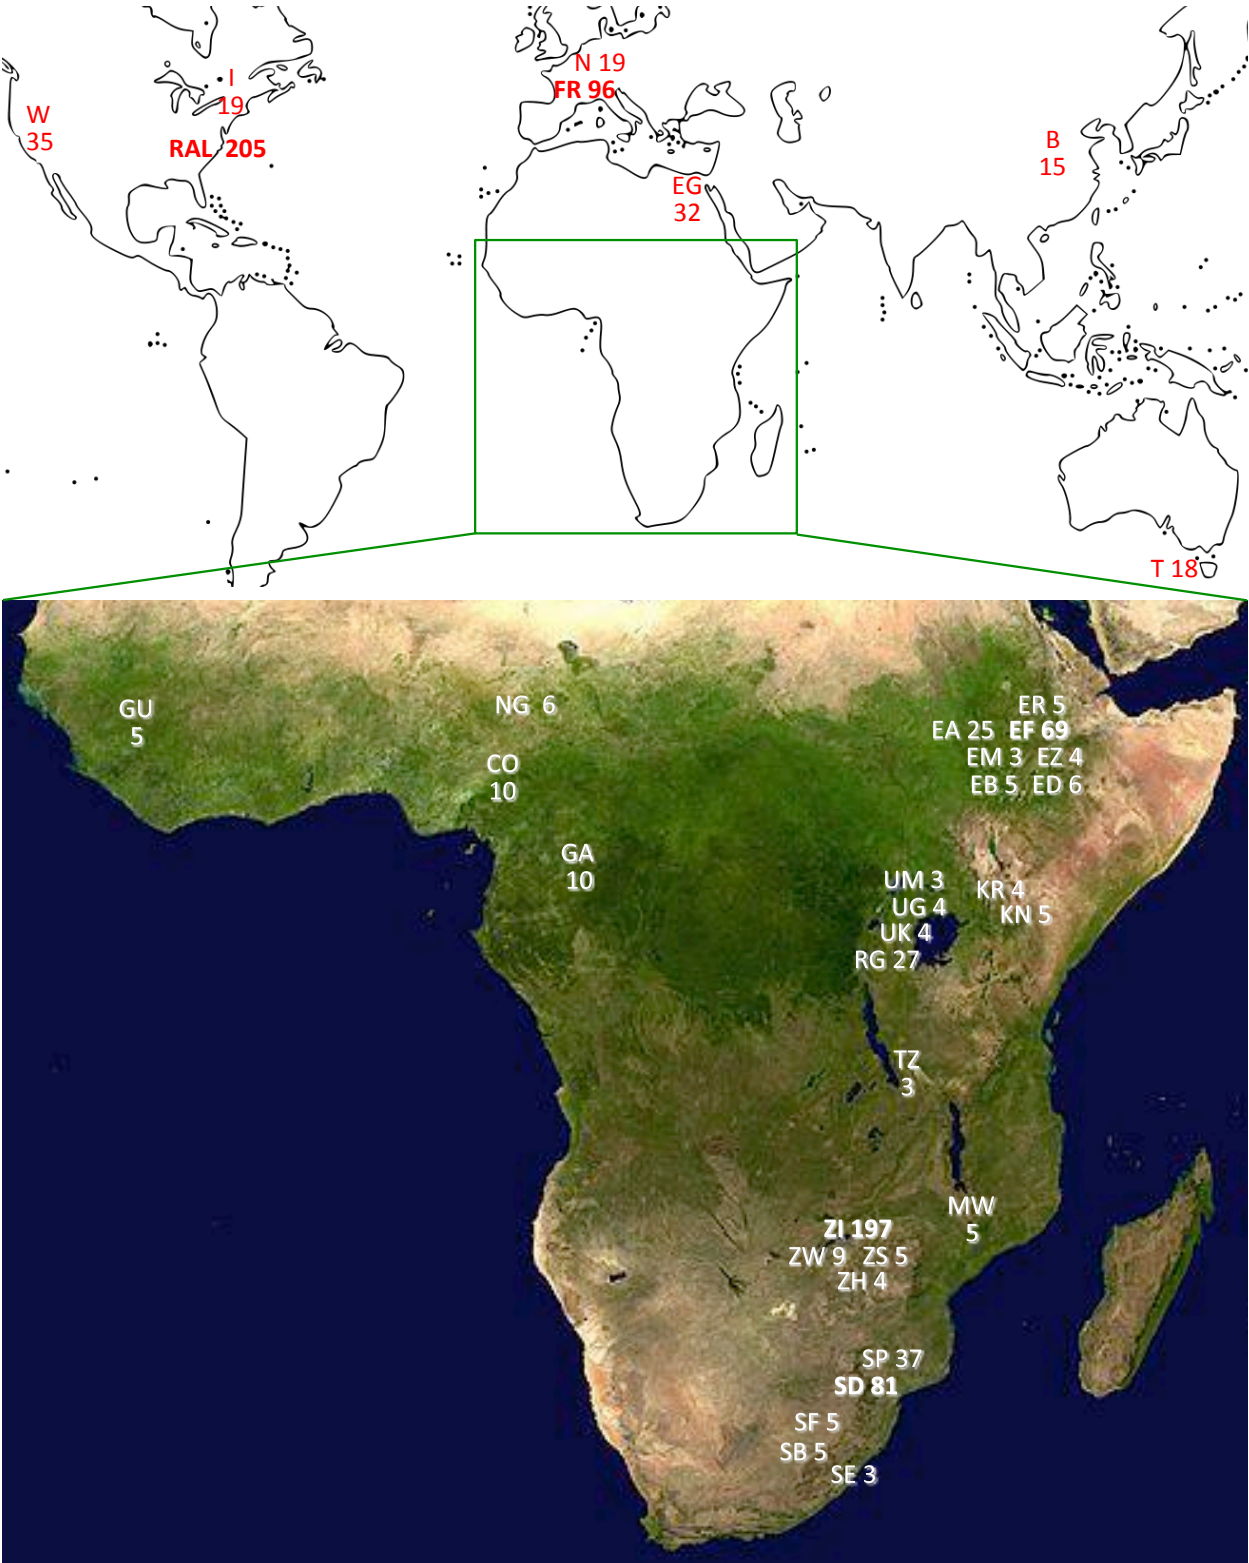 N 19
FR 96
I
19
W
35
RAL 205
B
15
EG
32
T 18
GU
5
NG 6
ER 5
EA 25 EF 69
EM 3 EZ 4
EB 5 ED 6
CO
10
GA
10
UM 3
KR 4
UG 4
KN 5
UK 4
RG 27
TZ
3
MW
5
ZI 197
ZW 9 ZS 5
ZH 4
SP 37
SD 81
SF 5
SB 5
SE 3